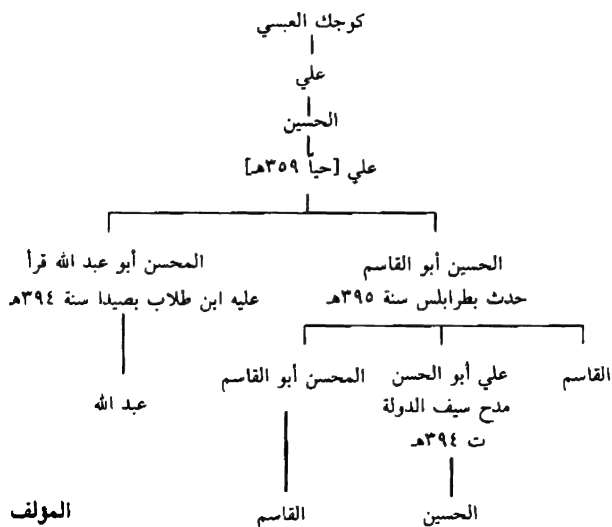 كوجك العبسي
علي
الحسين
علي [حياً ٣٥٩هـ]
الحسين أبو القاسم
حدث بطرابلس سنة ٣٩٥هـ
المحسن أبو عبد الله قرأ
عليه ابن طلاب بصيدا سنة ٣٩٤هـ
القاسم
علي أبو الحسن
مدح سيف الدولة
ت ٣٩٤هـ
المحسن أبو القاسم
عبد الله
الحسين
القاسم
المؤلف